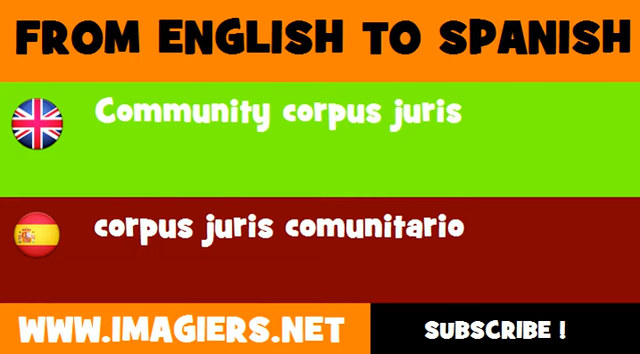 FROM ENGLISH TO SPANISH
Community corpus juris
corpus juris comunitario
WWW.IMAGIERS.NET
SUBSCRIBE !